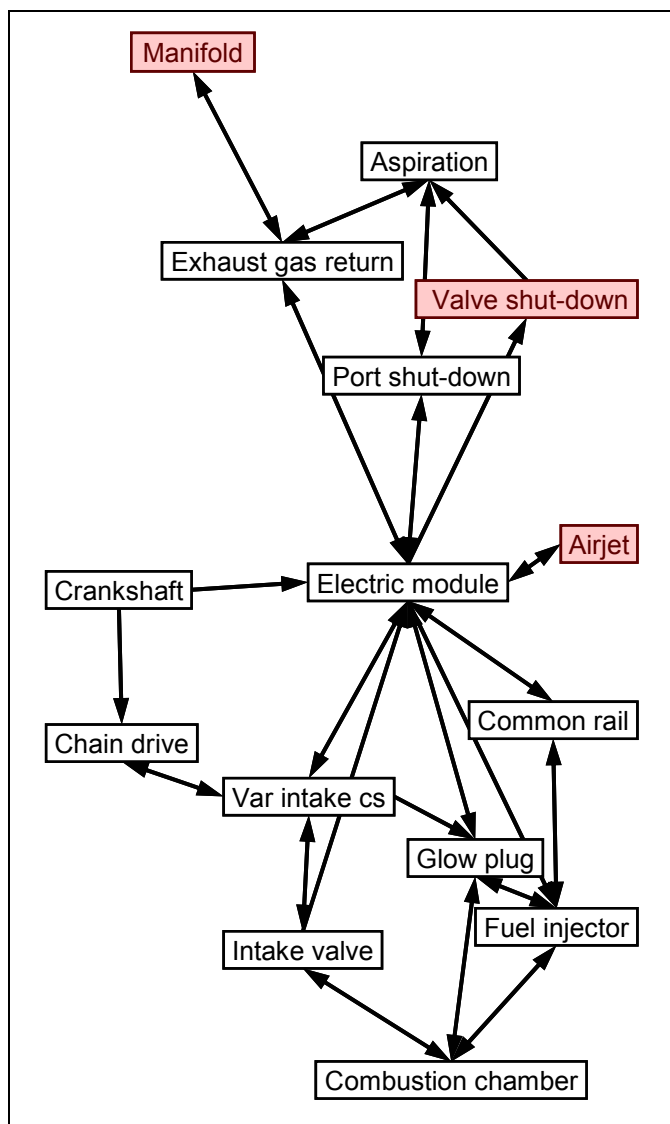 Manifold
Aspiration
Exhaust gas return
Valve shut-down
Port shut-down
Airjet
Electric module
Crankshaft
Common rail
Chain drive
Var intake cs
Glow plug
Fuel injector
Intake valve
Combustion chamber